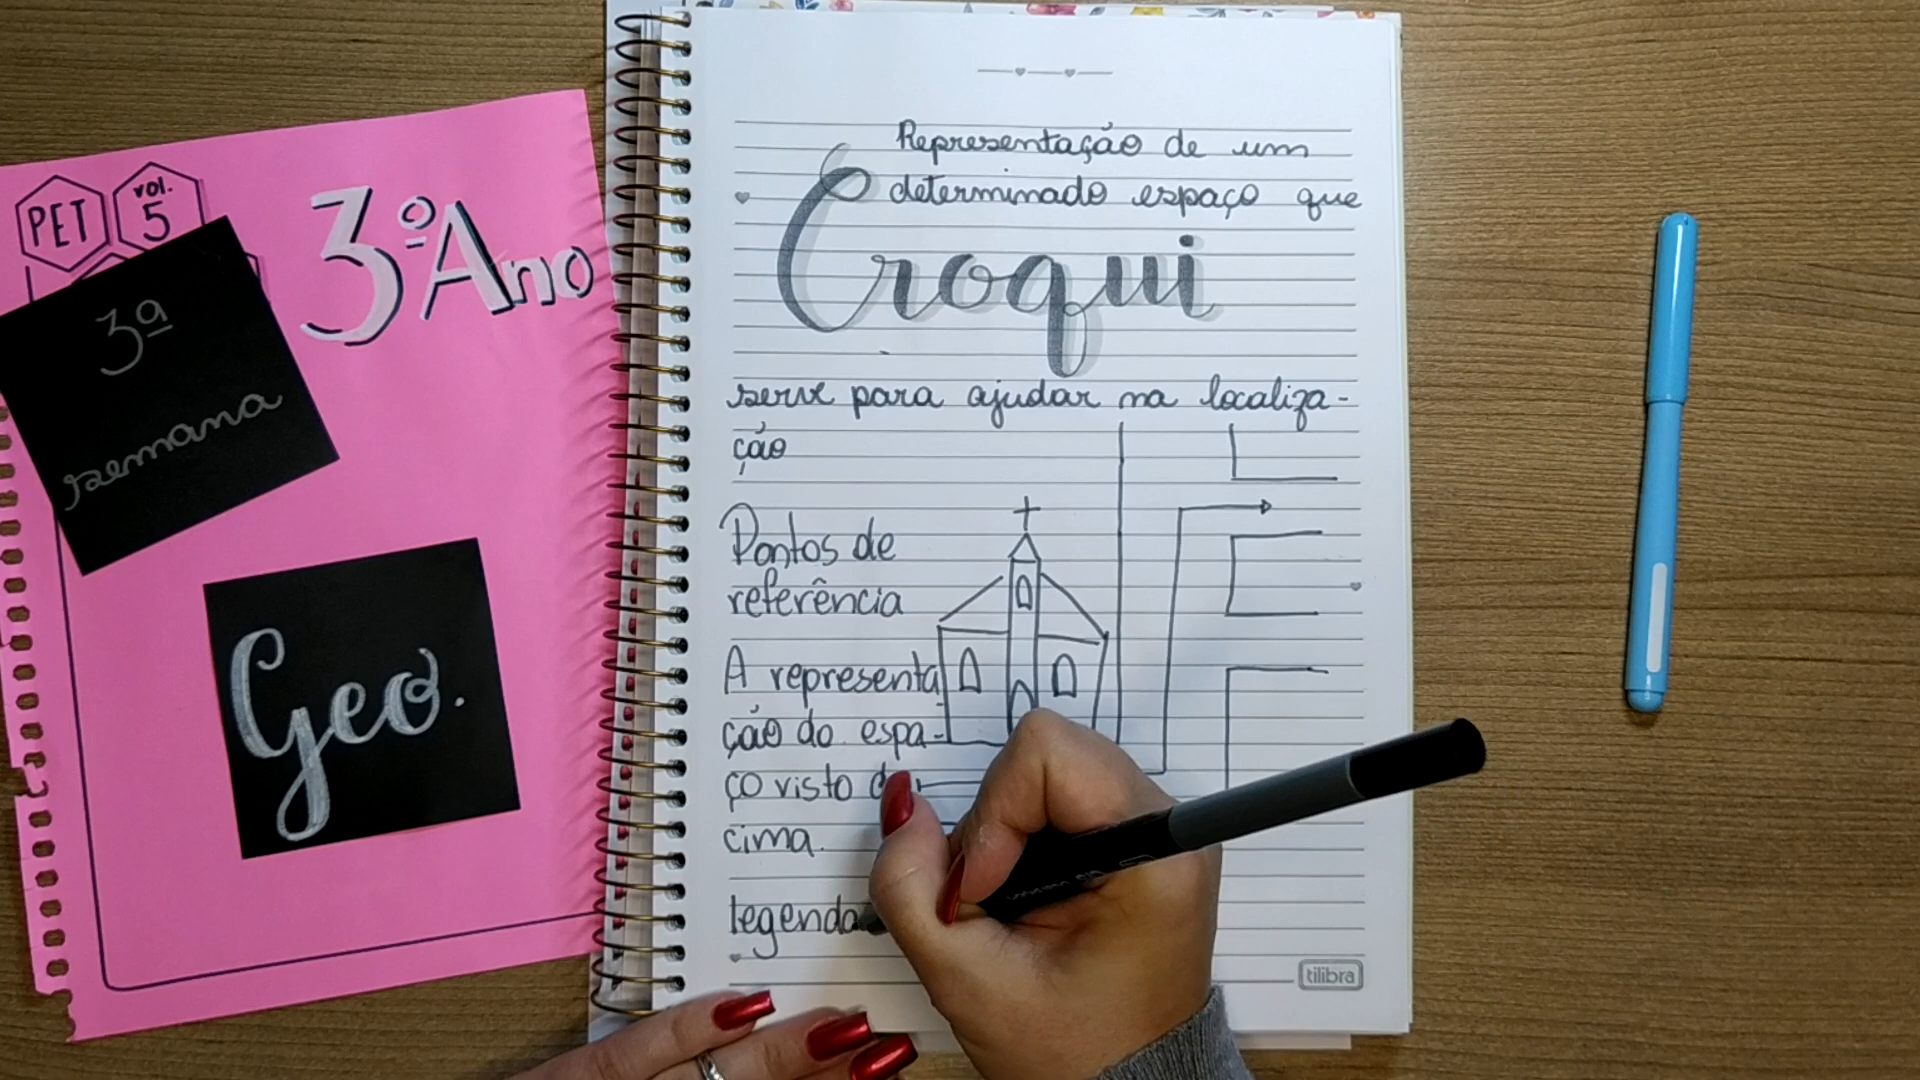 PET
vol.
5
3º Ano
3ª
semana
Geo.
Representação de um
determinado espaço que
Croqui
serve para ajudar na localiza-
ção
Pontos de
referência
A representa
ção do espa-
ço visto
cima.
legenda
tilibra